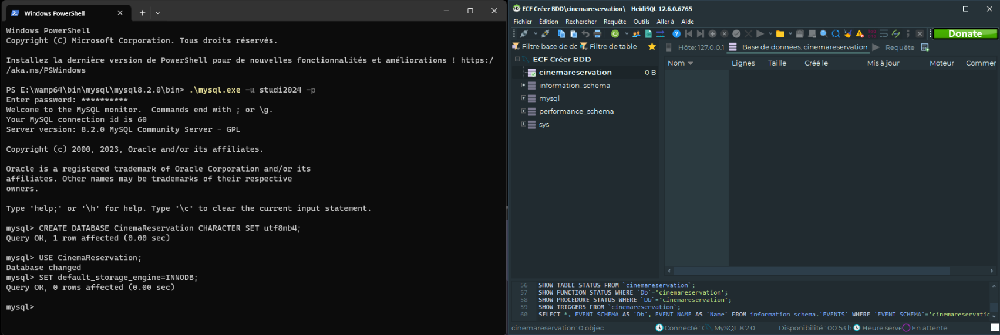 Windows PowerShell
Windows PowerShell
Copyright (C) Microsoft Corporation. Tous droits réservés.
Installez la dernière version de PowerShell pour de nouvelles fonctionnalités et améliorations ! https:/
/aka.ms/PSWindows
PS E:\wamp64\bin\mysql\mysql8.2.0\bin> .\mysql.exe -u studi2024 -p
Enter password: **********
Welcome to the MySQL monitor.  Commands end with ; or \g.
Your MySQL connection id is 60
Server version: 8.2.0 MySQL Community Server - GPL
Copyright (c) 2000, 2023, Oracle and/or its affiliates.
Oracle is a registered trademark of Oracle Corporation and/or its
affiliates. Other names may be trademarks of their respective
owners.
Type 'help;' or '\h' for help. Type '\c' to clear the current input statement.
mysql> CREATE DATABASE CinemaReservation CHARACTER SET utf8mb4;
Query OK, 1 row affected (0.00 sec)
mysql> USE CinemaReservation;
Database changed
mysql> SET default_storage_engine=INNODB;
Query OK, 0 rows affected (0.00 sec)
mysql>
HS ECF Créer BDD\cinemareservation\ - HeidiSQL 12.6.0.6765
Fichier Édition Rechercher Requête Outils Aller à Aide
Donate
Filtre base de dc Filtre de table
Hôte: 127.0.0.1 Base de données: cinemareservation Requête
ECF Créer BDD
cinemareservation 0 B
information_schema
mysql
performance_schema
sys
Nom Lignes Taille Créé le Mis à jour Moteur Commer
56 SHOW TABLE STATUS FROM `cinemareservation`;
57 SHOW FUNCTION STATUS WHERE `Db`='cinemareservation';
58 SHOW PROCEDURE STATUS WHERE `Db`='cinemareservation';
59 SHOW TRIGGERS FROM `cinemareservation`;
60 SELECT *, EVENT_SCHEMA AS `Db`, EVENT_NAME AS `Name` FROM information_schema.`EVENTS` WHERE `EVENT_SCHEMA`='cinemareservatic
cinemareservation: 0 objec Connecté : ( MySQL 8.2.0 Disponibilité : 00:53 h Heure serve En attente.